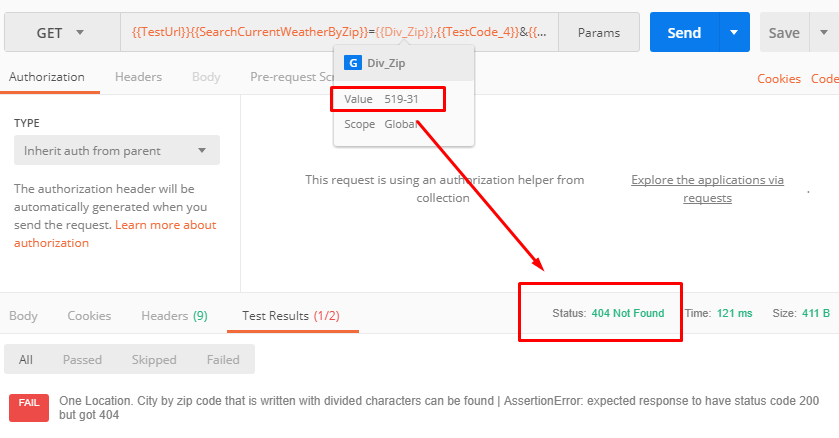 GET
{{TestUrl}}{{SearchCurrentWeatherByZip}}={{Div_Zip}},{{TestCode_4}}&{{...
Params
Send
Save
G Div_Zip
Value 519-31
Scope Global
Authorization
Headers
Body
Pre-request Scr
Cookies
Code
TYPE
Inherit auth from parent
The authorization header will be
automatically generated when you
send the request. Learn more about
authorization
This request is using an authorization helper from
collection
Explore the applications via
requests
.
Body
Cookies
Headers (9)
Test Results (1/2)
Status: 404 Not Found
Time: 121 ms
Size: 411 B
All
Passed
Skipped
Failed
FAIL
One Location. City by zip code that is written with divided characters can be found | AssertionError: expected response to have status code 200
but got 404